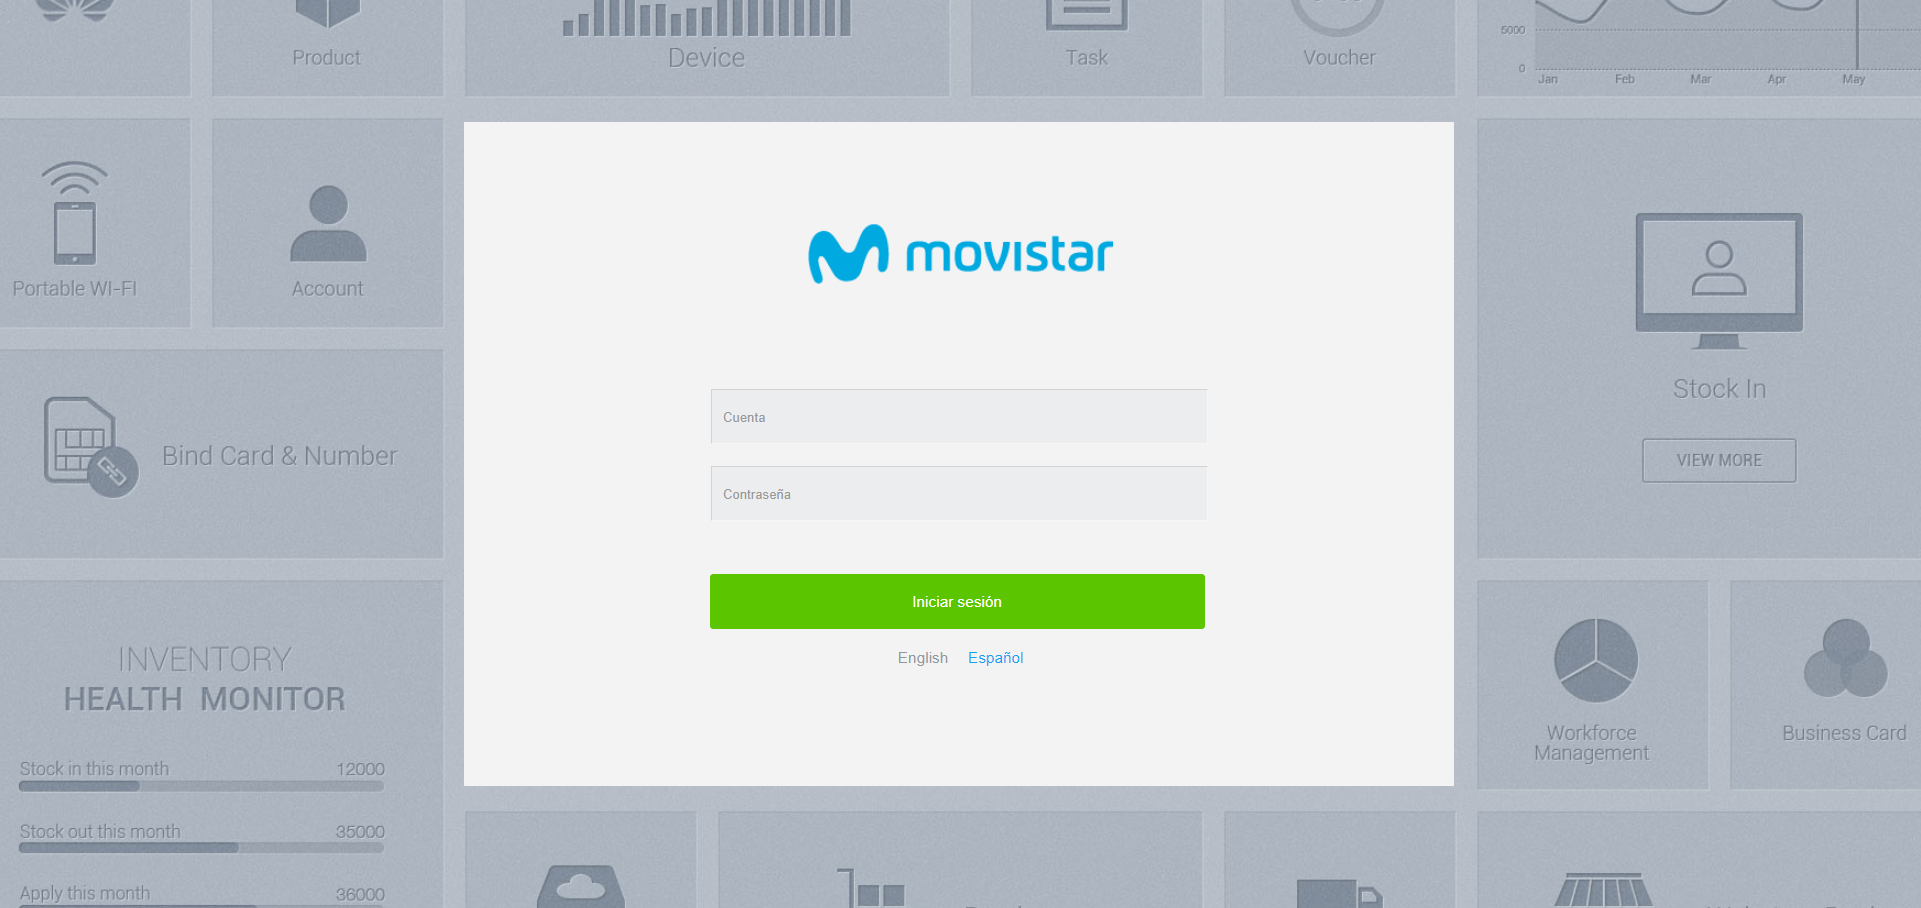 Product
Device
Task
Voucher
5000
0
Jan Feb Mar Apr May
Portable WI-FI
Account
movistar
Stock In
VIEW MORE
Cuenta
Contraseña
Bind Card & Number
Iniciar sesión
English Español
INVENTORY
HEALTH MONITOR
Stock in this month 12000
Stock out this month 35000
Apply this month 36000
Workforce
Management
Business Card